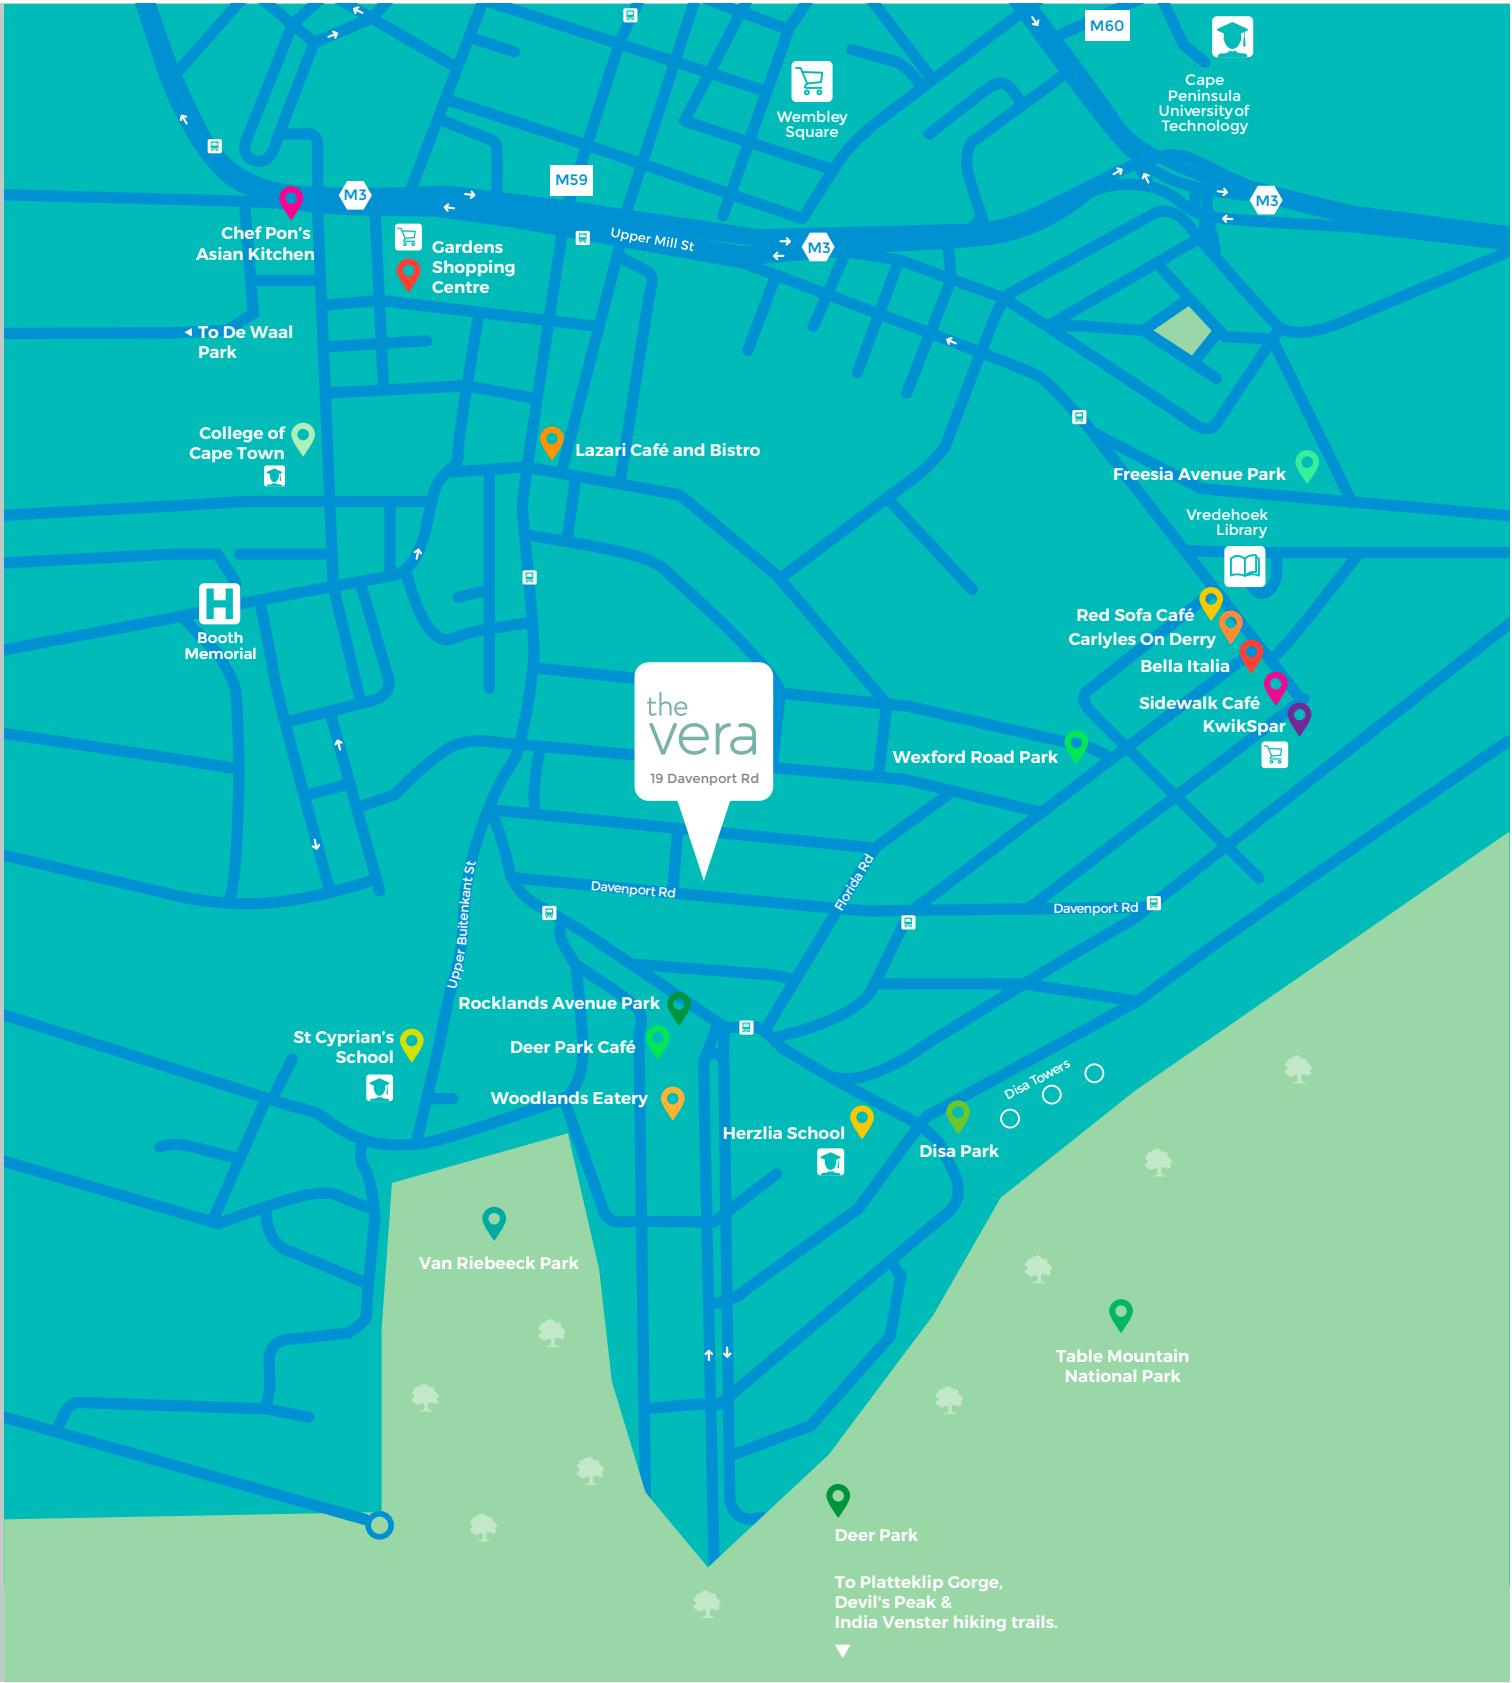 M60
Cape
Peninsula
University of
Technology
Wembley
Square
M59
M3
M3
M3
Upper Mill St
Chef Pon's
Asian Kitchen
Gardens
Shopping
Centre
To De Waal
Park
College of
Cape Town
Lazari Café and Bistro
Freesia Avenue Park
Vredehoek
Library
H
Booth
Memorial
Red Sofa Café
Carlyles On Derry
Bella Italia
Sidewalk Café
KwikSpar
the
vera
19 Davenport Rd
Wexford Road Park
Florida Rd
Davenport Rd
Davenport Rd
Upper Buitenkant St
Rocklands Avenue Park
St Cyprian's
School
Deer Park Café
Woodlands Eatery
Disa Towers
Herzlia School
Disa Park
Van Riebeeck Park
Table Mountain
National Park
Deer Park
To Platteklip Gorge,
Devil's Peak &
India Venster hiking trails.